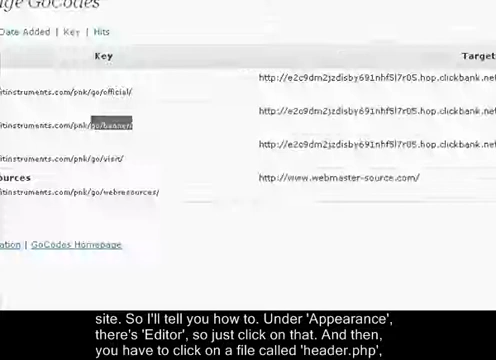 GoCodes
Date Added | Key | Hits
Key Target
http://e2c9dm2jzdisby691nhf5l7r05.hop.clickbank.net
itinstruments.com/pnk/go/official/
http://e2c9dm2jzdisby691nhf5l7r05.hop.clickbank.net
itinstruments.com/pnk/go/banner/
http://e2c9dm2jzdisby691nhf5l7r05.hop.clickbank.net
itinstruments.com/pnk/go/visit/
ources http://www.webmaster-source.com/
itinstruments.com/pnk/go/webresources/
ation | GoCodes Homepage
site. So I'll tell you how to. Under 'Appearance',
there's 'Editor', so just click on that. And then,
you have to click on a file called 'header.php',